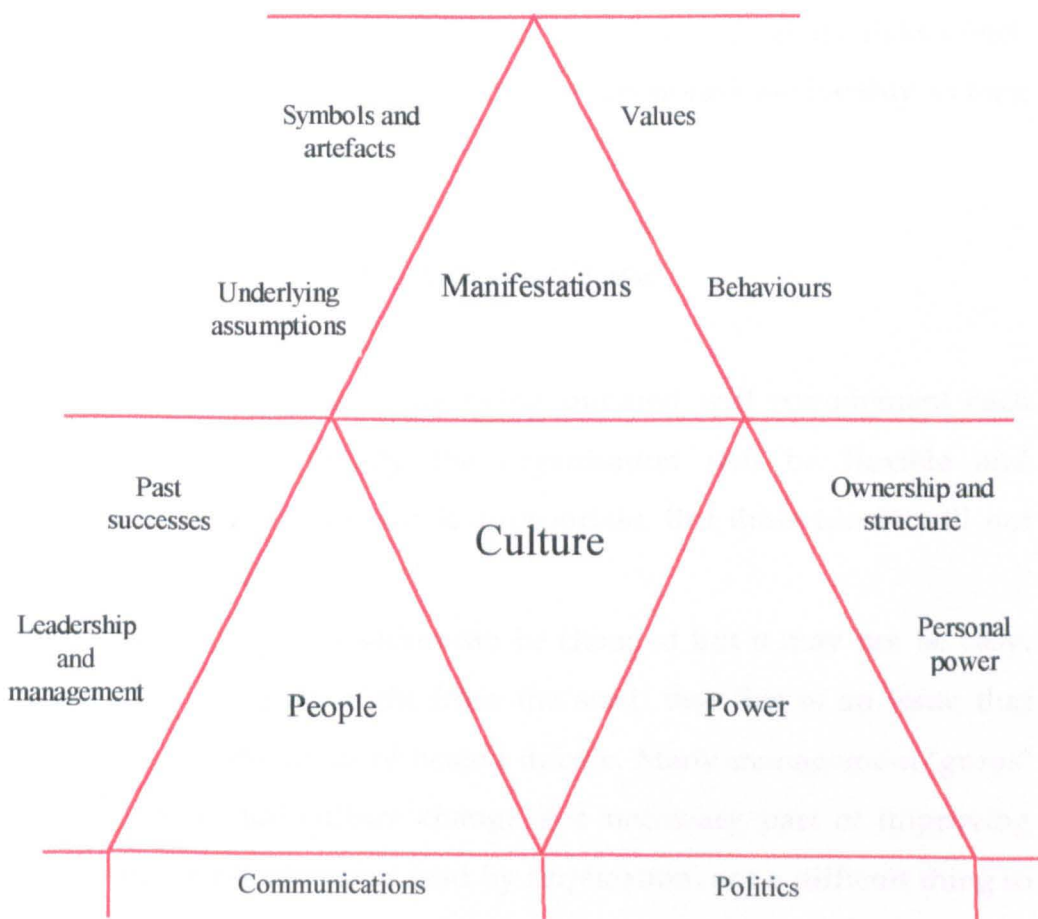 Symbols and
artefacts
Values
Underlying
assumptions
Manifestations
Behaviours
Past
successes
Culture
Ownership and
structure
Leadership
and
management
People
Power
Personal
power
Communications
Politics